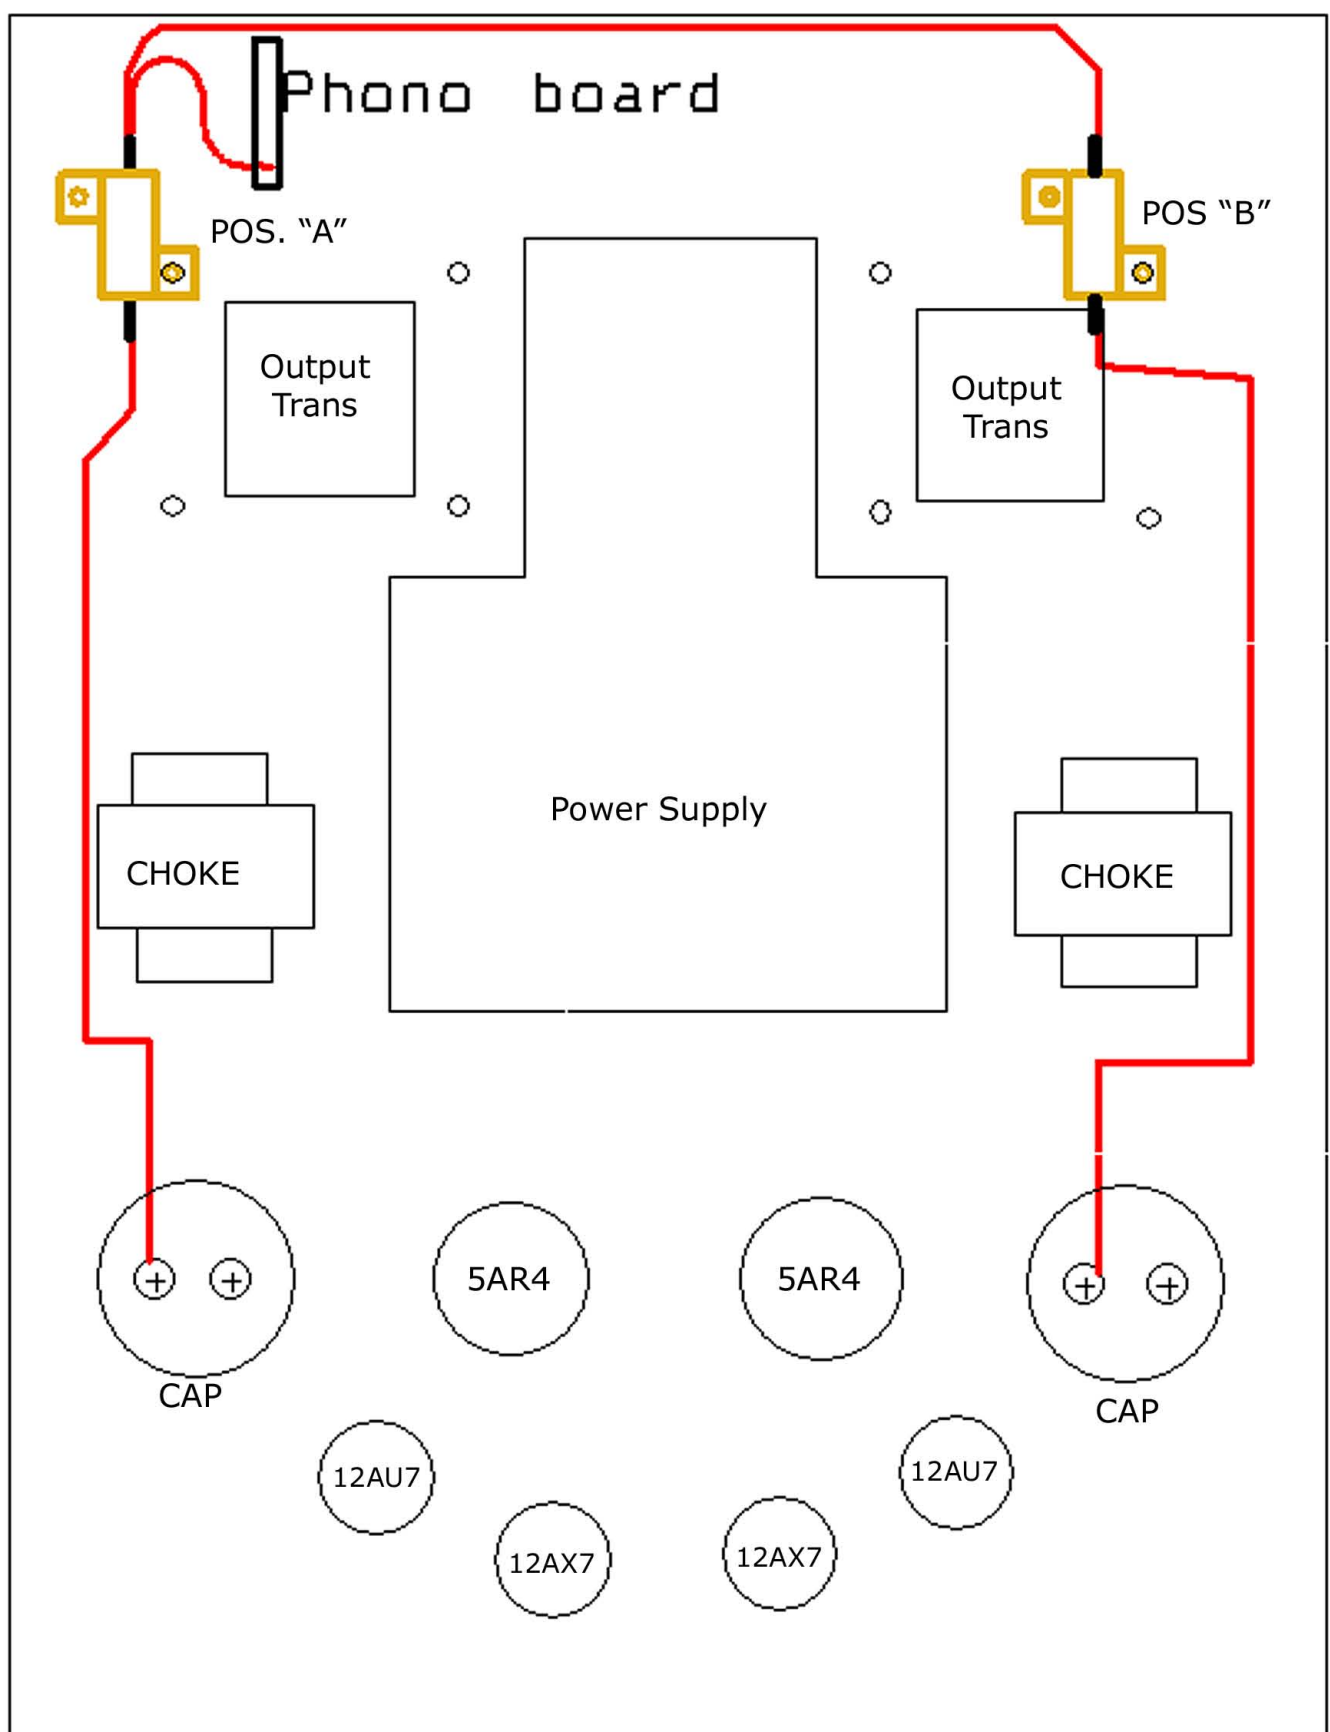 Phono board
POS. “A”
POS “B”
Output
Trans
Output
Trans
Power Supply
CHOKE
CHOKE
+ +
5AR4
5AR4
+ +
CAP
CAP
12AU7
12AU7
12AX7
12AX7